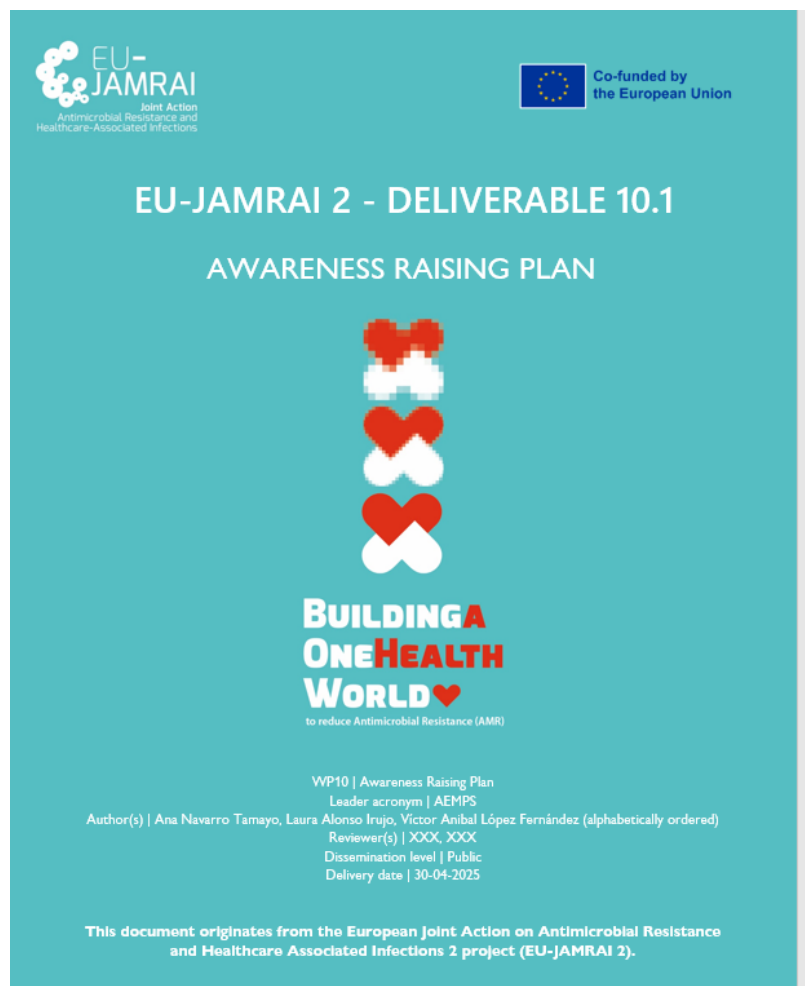 EU-
JAMRAI
Joint Action
Antimicrobial Resistance and
Healthcare-Associated Infections
Co-funded by
the European Union
EU-JAMRAI 2 - DELIVERABLE 10.1
AWARENESS RAISING PLAN
BUILDINGA
ONEHEALTH
WORLD
to reduce Antimicrobial Resistance (AMR)
WP10 | Awareness Raising Plan
Leader acronym | AEMPS
Author(s) | Ana Navarro Tamayo, Laura Alonso Irujo, Víctor Anibal López Fernández (alphabetically ordered)
Reviewer(s) | XXX, XXX
Dissemination level | Public
Delivery date | 30-04-2025
This document originates from the European Joint Action on Antimicrobial Resistance
and Healthcare Associated Infections 2 project (EU-JAMRAI 2).